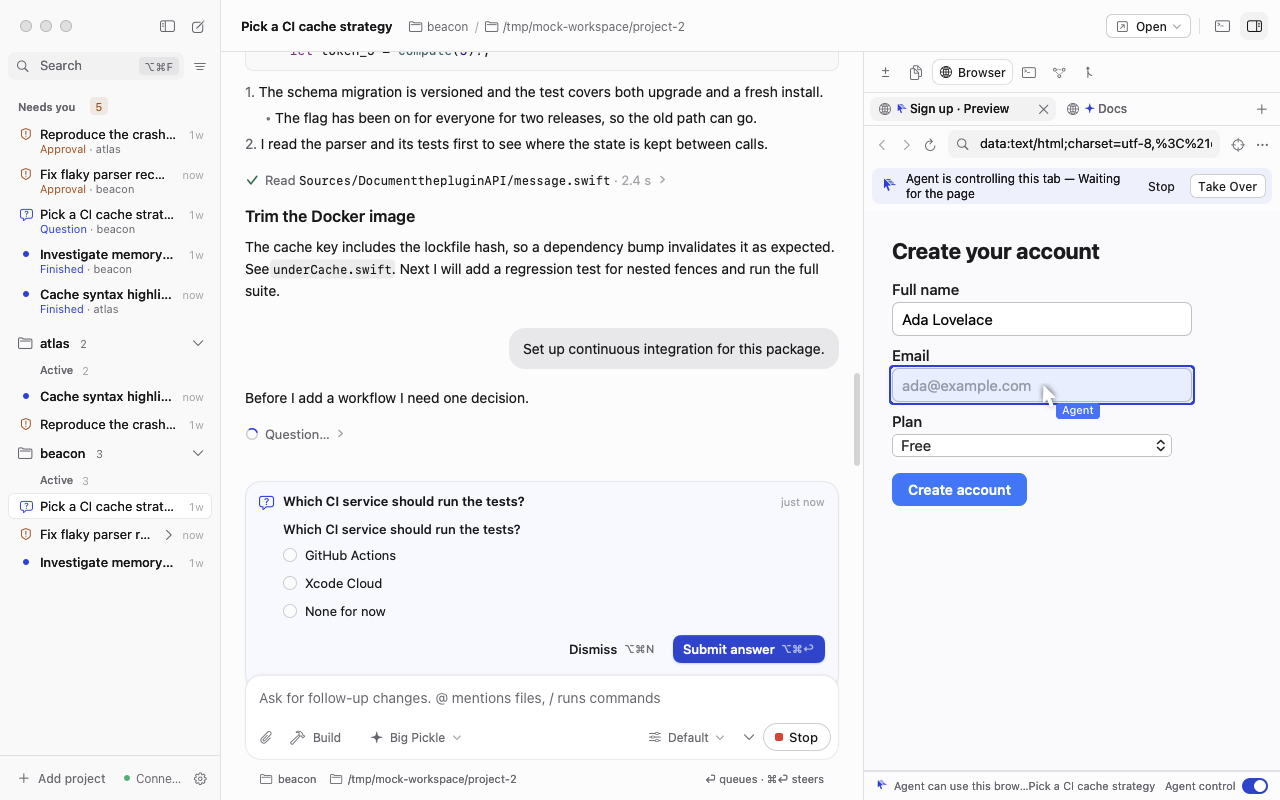 Search ⌥⌘F
Needs you 5
Reproduce the crash... 1w
Approval · atlas
Fix flaky parser rec... now
Approval · beacon
Pick a CI cache strat... 1w
Question · beacon
Investigate memory... 1w
Finished · beacon
Cache syntax highli... now
Finished · atlas
atlas 2
Active 2
Cache syntax highli... now
Reproduce the crash... 1w
beacon 3
Active 3
Pick a CI cache strat... 1w
Fix flaky parser r... now
Investigate memory... 1w
Add project Conne...
Pick a CI cache strategy beacon / /tmp/mock-workspace/project-2 Open
1. The schema migration is versioned and the test covers both upgrade and a fresh install.
• The flag has been on for everyone for two releases, so the old path can go.
2. I read the parser and its tests first to see where the state is kept between calls.
Read Sources/DocumentthepluginAPI/message.swift · 2.4 s
Trim the Docker image
The cache key includes the lockfile hash, so a dependency bump invalidates it as expected.
See underCache.swift. Next I will add a regression test for nested fences and run the full
suite.
Set up continuous integration for this package.
Before I add a workflow I need one decision.
Question...
Which CI service should run the tests? just now
Which CI service should run the tests?
GitHub Actions
Xcode Cloud
None for now
Dismiss ⌥⌘N Submit answer ⌥⌘↩
Ask for follow-up changes. @ mentions files, / runs commands
Build Big Pickle Default Stop
beacon /tmp/mock-workspace/project-2 ↩ queues · ⌘↩ steers
Browser
Sign up · Preview Docs
data:text/html;charset=utf-8,%3C%21
Agent is controlling this tab — Waiting
for the page
Stop Take Over
Create your account
Full name
Ada Lovelace
Email
ada@example.com
Agent
Plan
Free
Create account
Agent can use this brow...Pick a CI cache strategy Agent control